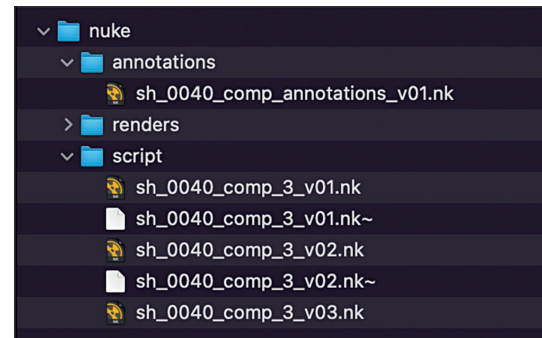 nuke
annotations
sh_0040_comp_annotations_v01.nk
renders
script
sh_0040_comp_3_v01.nk
sh_0040_comp_3_v01.nk~
sh_0040_comp_3_v02.nk
sh_0040_comp_3_v02.nk~
sh_0040_comp_3_v03.nk